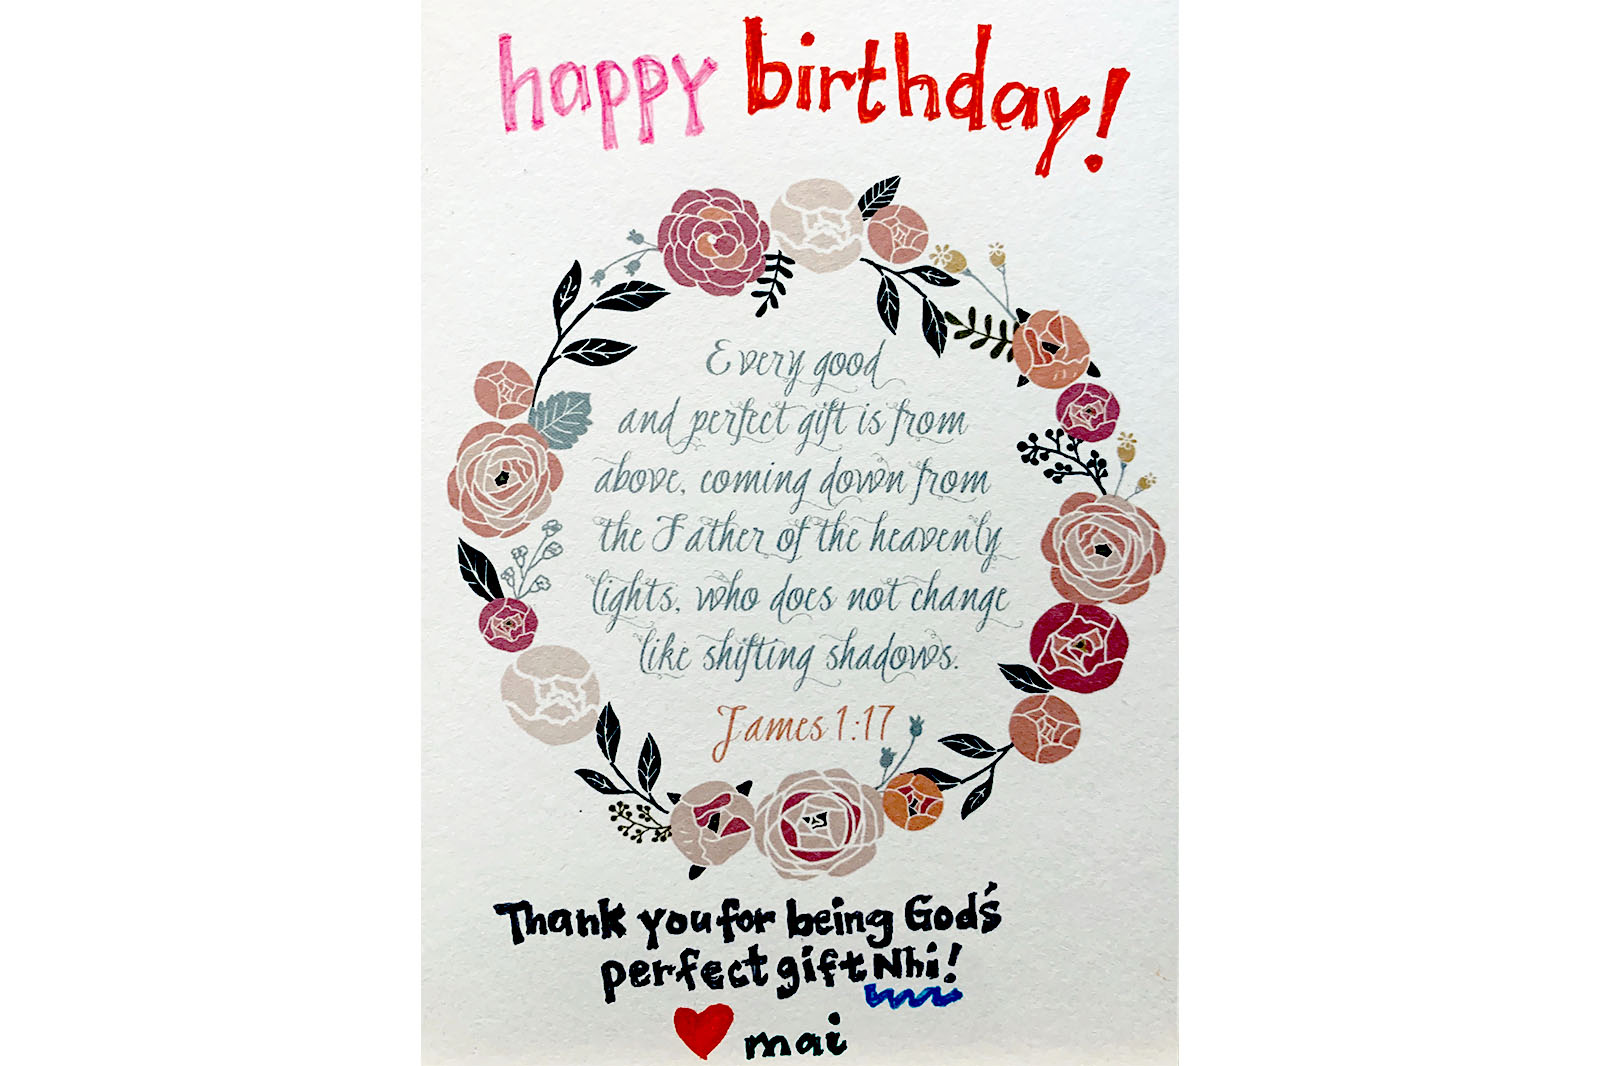 happy birthday!
Every good
and perfect gift is from
above, coming down from
the Father of the heavenly
lights, who does not change
like shifting shadows.
James 1:17
Thank you for being God's
perfect gift Nhi!
mai